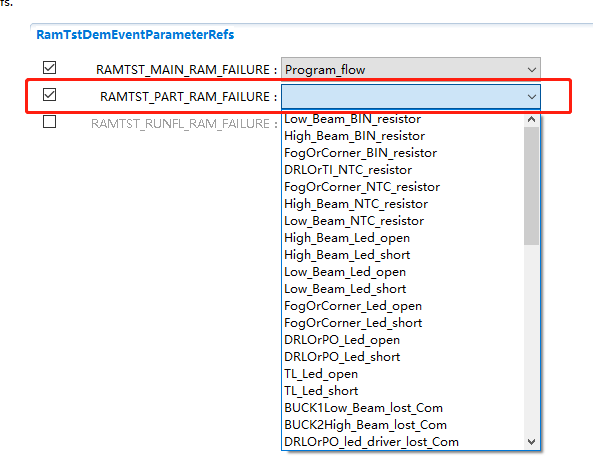 fs.
RamTstDemEventParameterRefs
RAMTST_MAIN_RAM_FAILURE : Program_flow
RAMTST_PART_RAM_FAILURE :
RAMTST_RUNFL_RAM_FAILURE :
Low_Beam_BIN_resistor
High_Beam_BIN_resistor
FogOrCorner_BIN_resistor
DRLOrTI_NTC_resistor
FogOrCorner_NTC_resistor
High_Beam_NTC_resistor
Low_Beam_NTC_resistor
High_Beam_Led_open
High_Beam_Led_short
Low_Beam_Led_open
Low_Beam_Led_short
FogOrCorner_Led_open
FogOrCorner_Led_short
DRLOrPO_Led_open
DRLOrPO_Led_short
TL_Led_open
TL_Led_short
BUCK1Low_Beam_lost_Com
BUCK2High_Beam_lost_Com
DRLOrPO_led_driver_lost_Com